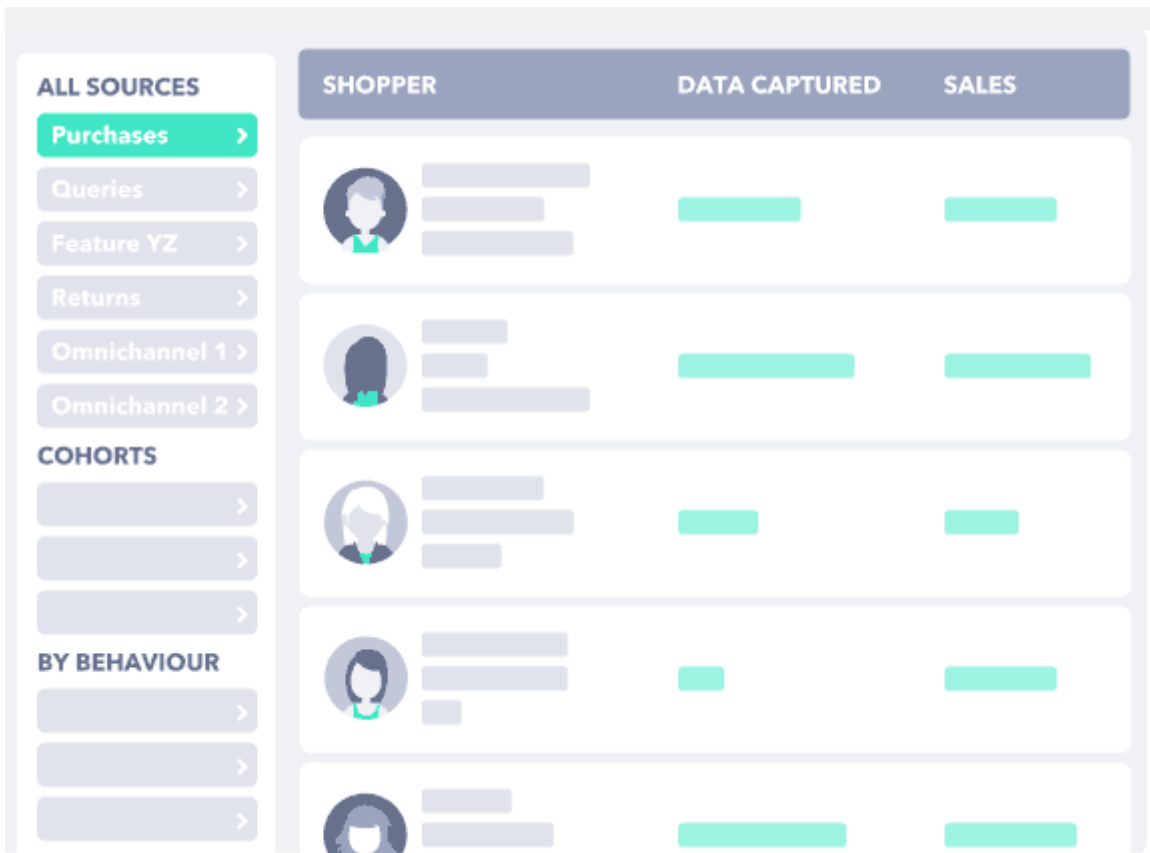 ALL SOURCES
Purchases
Queries
Feature YZ
Returns
Omnichannel 1
Omnichannel 2
COHORTS
BY BEHAVIOUR
SHOPPER DATA CAPTURED SALES